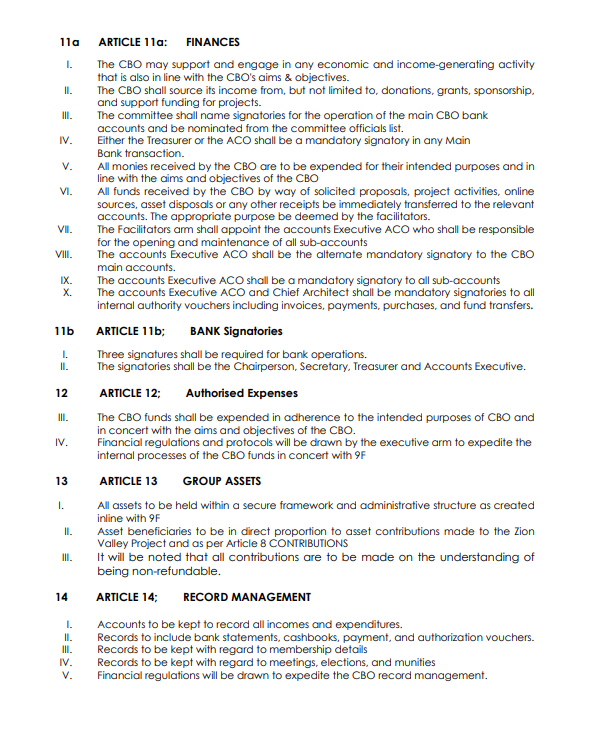 11a ARTICLE 11a: FINANCES
I. The CBO may support and engage in any economic and income-generating activity
that is also in line with the CBO's aims & objectives.
II. The CBO shall source its income from, but not limited to, donations, grants, sponsorship,
and support funding for projects.
III. The committee shall name signatories for the operation of the main CBO bank
accounts and be nominated from the committee officials list.
IV. Either the Treasurer or the ACO shall be a mandatory signatory in any Main
Bank transaction.
V. All monies received by the CBO are to be expended for their intended purposes and in
line with the aims and objectives of the CBO
VI. All funds received by the CBO by way of solicited proposals, project activities, online
sources, asset disposals or any other receipts be immediately transferred to the relevant
accounts. The appropriate purpose be deemed by the facilitators.
VII. The Facilitators arm shall appoint the accounts Executive ACO who shall be responsible
for the opening and maintenance of all sub-accounts
VIII. The accounts Executive ACO shall be the alternate mandatory signatory to the CBO
main accounts.
IX. The accounts Executive ACO shall be a mandatory signatory to all sub-accounts
X. The accounts Executive ACO and Chief Architect shall be mandatory signatories to all
internal authority vouchers including invoices, payments, purchases, and fund transfers.
11b ARTICLE 11b; BANK Signatories
I. Three signatures shall be required for bank operations.
II. The signatories shall be the Chairperson, Secretary, Treasurer and Accounts Executive.
12 ARTICLE 12; Authorised Expenses
III. The CBO funds shall be expended in adherence to the intended purposes of CBO and
in concert with the aims and objectives of the CBO.
IV. Financial regulations and protocols will be drawn by the executive arm to expedite the
internal processes of the CBO funds in concert with 9F
13 ARTICLE 13 GROUP ASSETS
I. All assets to be held within a secure framework and administrative structure as created
inline with 9F
II. Asset beneficiaries to be in direct proportion to asset contributions made to the Zion
Valley Project and as per Article 8 CONTRIBUTIONS
III. It will be noted that all contributions are to be made on the understanding of
being non-refundable.
14 ARTICLE 14; RECORD MANAGEMENT
I. Accounts to be kept to record all incomes and expenditures.
II. Records to include bank statements, cashbooks, payment, and authorization vouchers.
III. Records to be kept with regard to membership details
IV. Records to be kept with regard to meetings, elections, and munities
V. Financial regulations will be drawn to expedite the CBO record management.